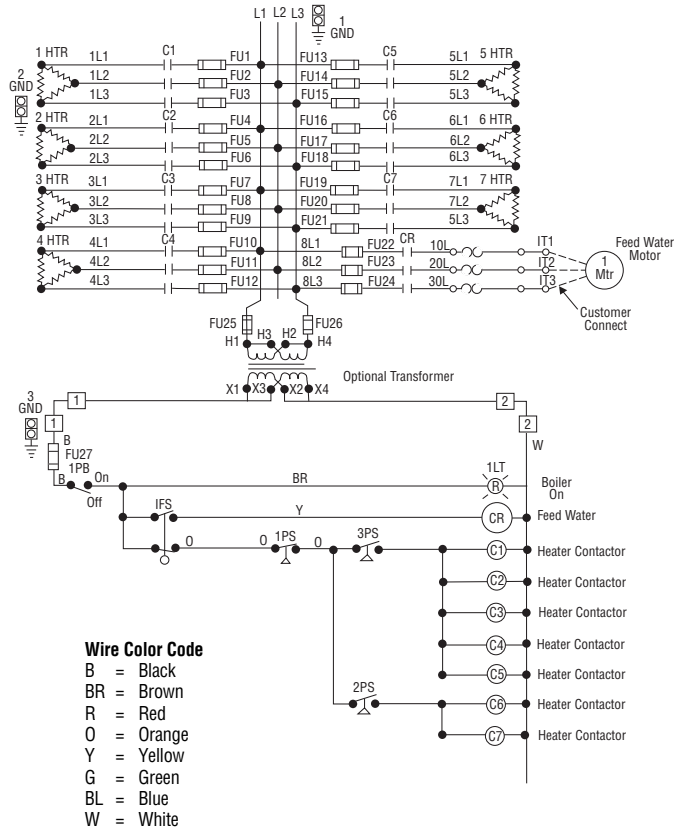 L1 L2 L3 1 GND
1 HTR 1L1 C1 FU1 FU13 C5 5L1 5 HTR
1L2 FU2 FU14 5L2
2 GND
1L3 FU3 FU15 5L3
2 HTR 2L1 C2 FU4 FU16 C6 6L1 6 HTR
2L2 FU5 FU17 6L2
2L3 FU6 FU18 6L3
3 HTR 3L1 C3 FU7 FU19 C7 7L1 7 HTR
3L2 FU8 FU20 7L2
3L3 FU9 FU21 5L3
4 HTR 4L1 C4 FU10 8L1 FU22 CR 10L IT1 Feed Water
Motor
4L2 FU11 8L2 FU23 20L IT2 1
Mtr
4L3 FU12 8L3 FU24 30L IT3
Customer
Connect
FU25 FU26
H1 H3 H2 H4
Optional Transformer
X1 X3 X2 X4
3
GND
1 2
1 2
B W
FU27
1PB
B On
Off
BR 1LT
R
Boiler
On
IFS Y CR Feed Water
O O 1PS O 3PS C1 Heater Contactor
C2 Heater Contactor
C3 Heater Contactor
C4 Heater Contactor
C5 Heater Contactor
2PS C6 Heater Contactor
C7 Heater Contactor
Wire Color Code
B = Black
BR = Brown
R = Red
O = Orange
Y = Yellow
G = Green
BL = Blue
W = White